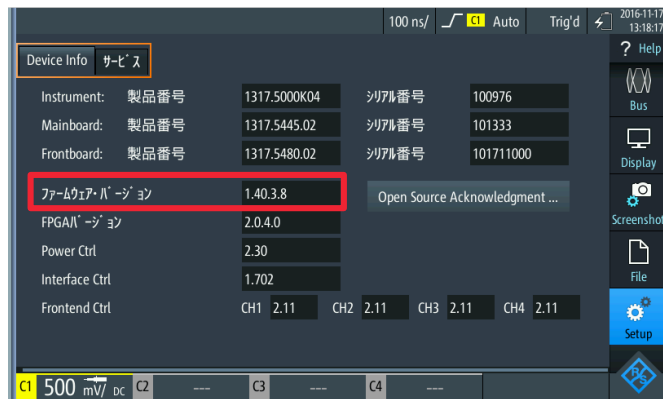 100 ns/ C1 Auto Trig'd 2016-11-17
13:18:17
Device Info ｻｰﾋﾞｽ
? Help
Instrument: 製品番号 1317.5000K04 ｼﾘｱﾙ番号 100976
Bus
Mainboard: 製品番号 1317.5445.02 ｼﾘｱﾙ番号 101333
Frontboard: 製品番号 1317.5480.02 ｼﾘｱﾙ番号 101711000
Display
ﾌｧｰﾑｳｪｱ･ﾊﾞｰｼﾞｮﾝ 1.40.3.8 Open Source Acknowledgment ...
Screenshot
FPGAﾊﾞｰｼﾞｮﾝ 2.0.4.0
Power Ctrl 2.30
Interface Ctrl 1.702
File
Frontend Ctrl CH1 2.11 CH2 2.11 CH3 2.11 CH4 2.11
Setup
C1 500 mV/ DC C2 --- C3 --- C4 ---
R&S